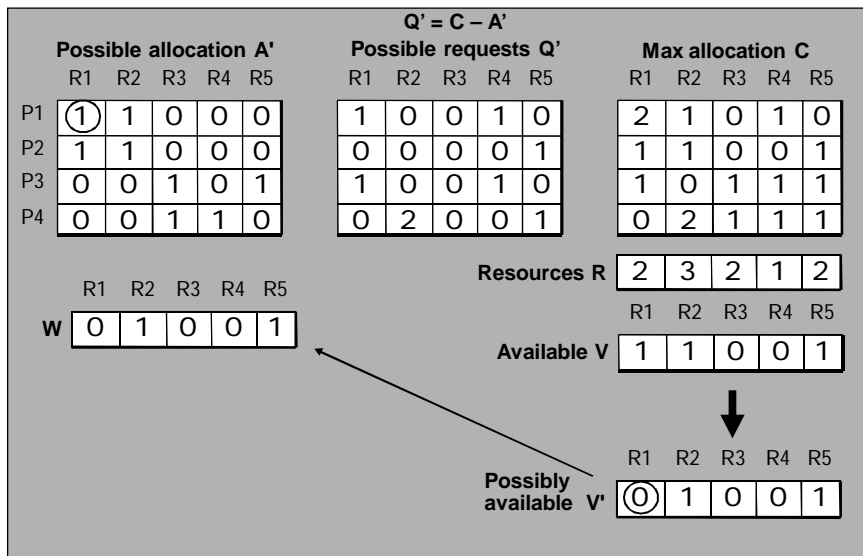 Q' = C – A'
Possible allocation A' Possible requests Q' Max allocation C
R1 R2 R3 R4 R5 R1 R2 R3 R4 R5 R1 R2 R3 R4 R5
P1 1 1 0 0 0 1 0 0 1 0 2 1 0 1 0
P2 1 1 0 0 0 0 0 0 0 1 1 1 0 0 1
P3 0 0 1 0 1 1 0 0 1 0 1 0 1 1 1
P4 0 0 1 1 0 0 2 0 0 1 0 2 1 1 1
Resources R 2 3 2 1 2
R1 R2 R3 R4 R5
W 0 1 0 0 1
R1 R2 R3 R4 R5
Available V 1 1 0 0 1
R1 R2 R3 R4 R5
Possibly
available V' 0 1 0 0 1